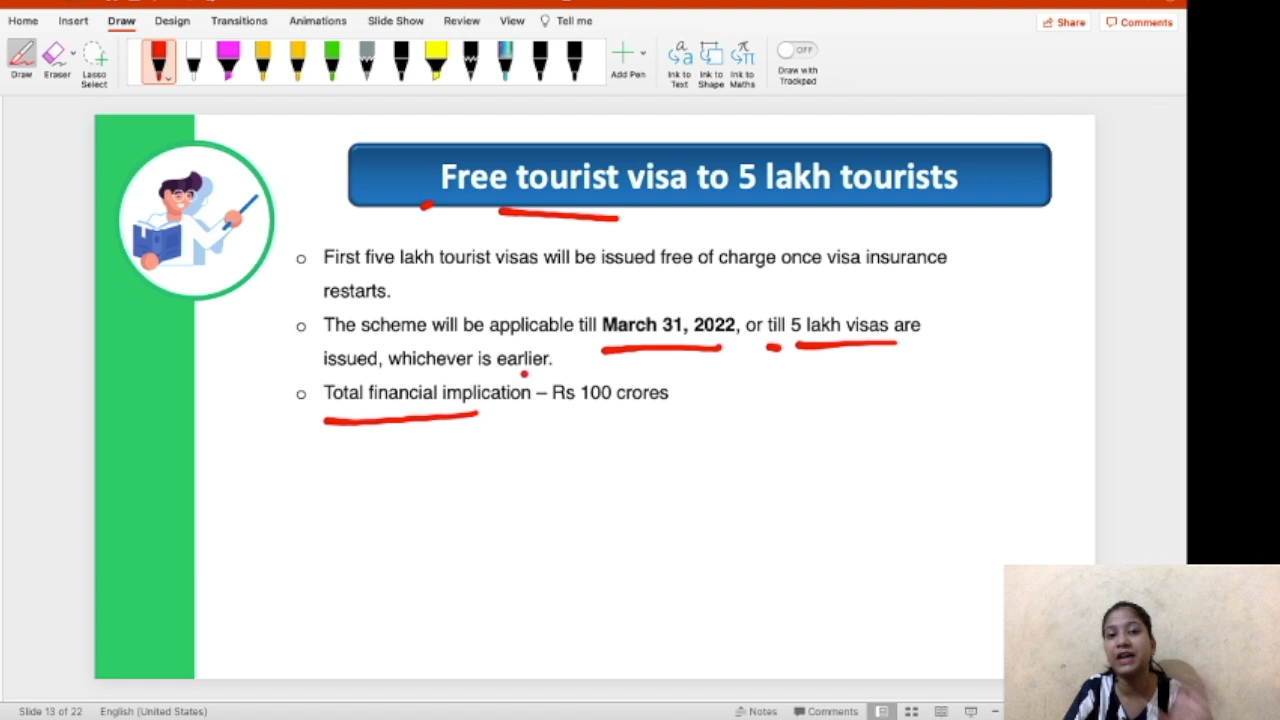 Home Insert Draw Design Transitions Animations Slide Show Review View Tell me Share Comments
Draw Eraser Lasso Select Add Pen Ink to Text Ink to Shape Ink to Maths OFF Draw with Trackpad
Free tourist visa to 5 lakh tourists
o First five lakh tourist visas will be issued free of charge once visa insurance
restarts.
o The scheme will be applicable till March 31, 2022, or till 5 lakh visas are
issued, whichever is earlier.
o Total financial implication – Rs 100 crores
Slide 13 of 22 English (United States) Notes Comments